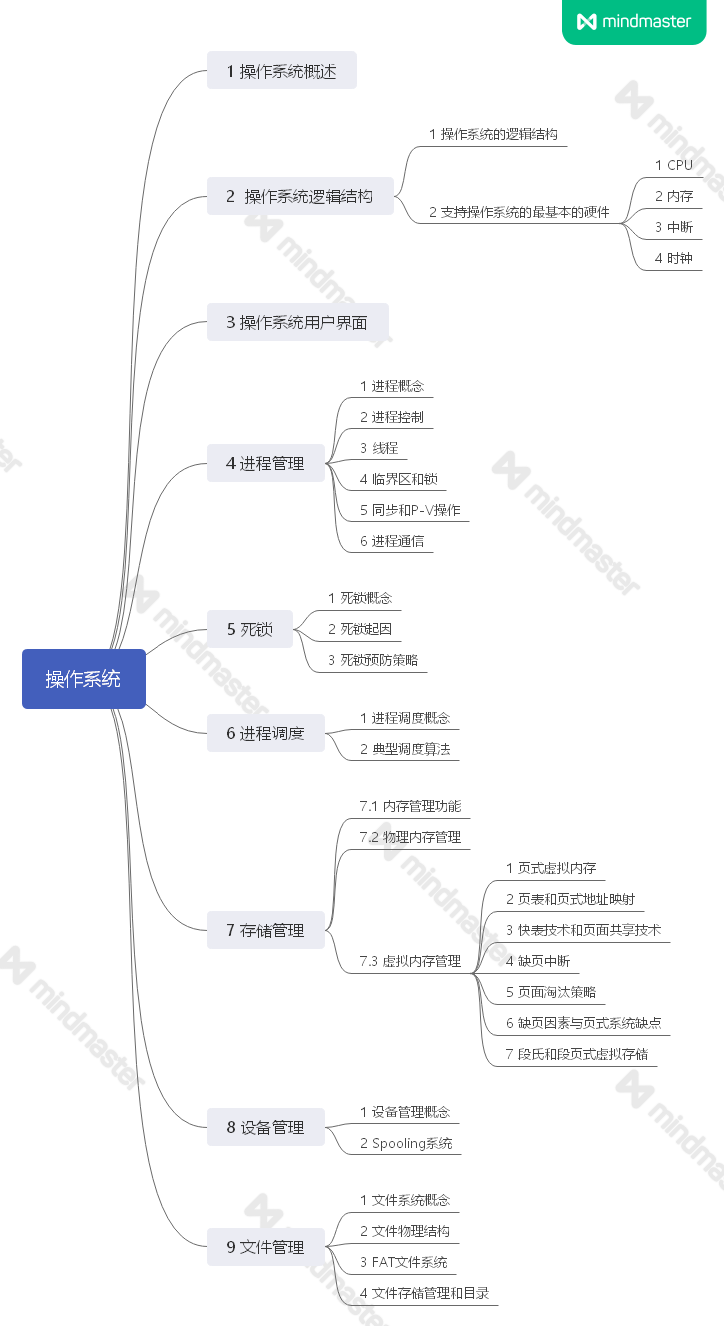 mindmaster
1 操作系统概述
2 操作系统逻辑结构
1 操作系统的逻辑结构
2 支持操作系统的最基本的硬件
1 CPU
2 内存
3 中断
4 时钟
3 操作系统用户界面
4 进程管理
1 进程概念
2 进程控制
3 线程
4 临界区和锁
5 同步和P-V操作
6 进程通信
5 死锁
1 死锁概念
2 死锁起因
3 死锁预防策略
操作系统
6 进程调度
1 进程调度概念
2 典型调度算法
7 存储管理
7.1 内存管理功能
7.2 物理内存管理
7.3 虚拟内存管理
1 页式虚拟内存
2 页表和页式地址映射
3 快表技术和页面共享技术
4 缺页中断
5 页面淘汰策略
6 缺页因素与页式系统缺点
7 段氏和段页式虚拟存储
8 设备管理
1 设备管理概念
2 Spooling系统
9 文件管理
1 文件系统概念
2 文件物理结构
3 FAT文件系统
4 文件存储管理和目录
mindmaster
mindmaster
mindmaster
mindmaster
mindmaster
mindmaster
mindmaster
mindmaster